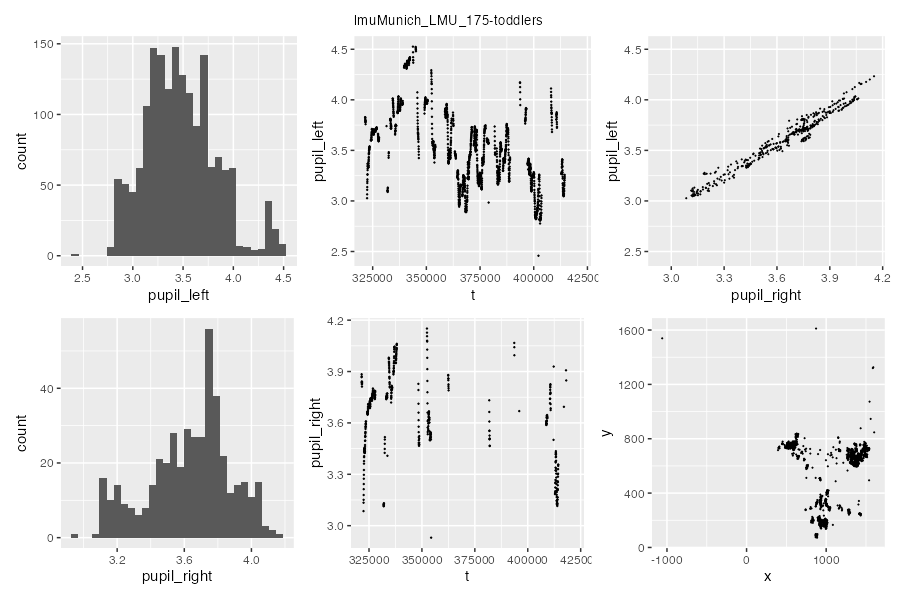 lmuMunich_LMU_175-toddlers
150
100
50
0
count
2.5 3.0 3.5 4.0 4.5
pupil_left
4.5
4.0
3.5
3.0
2.5
pupil_left
325000 350000 375000 400000 42500
t
4.5
4.0
3.5
3.0
2.5
pupil_left
3.0 3.3 3.6 3.9 4.2
pupil_right
40
20
0
count
3.2 3.6 4.0
pupil_right
4.2
3.9
3.6
3.0
pupil_right
325000 350000 375000 400000 42500
t
1600
1200
800
400
0
y
-1000 0 1000
x